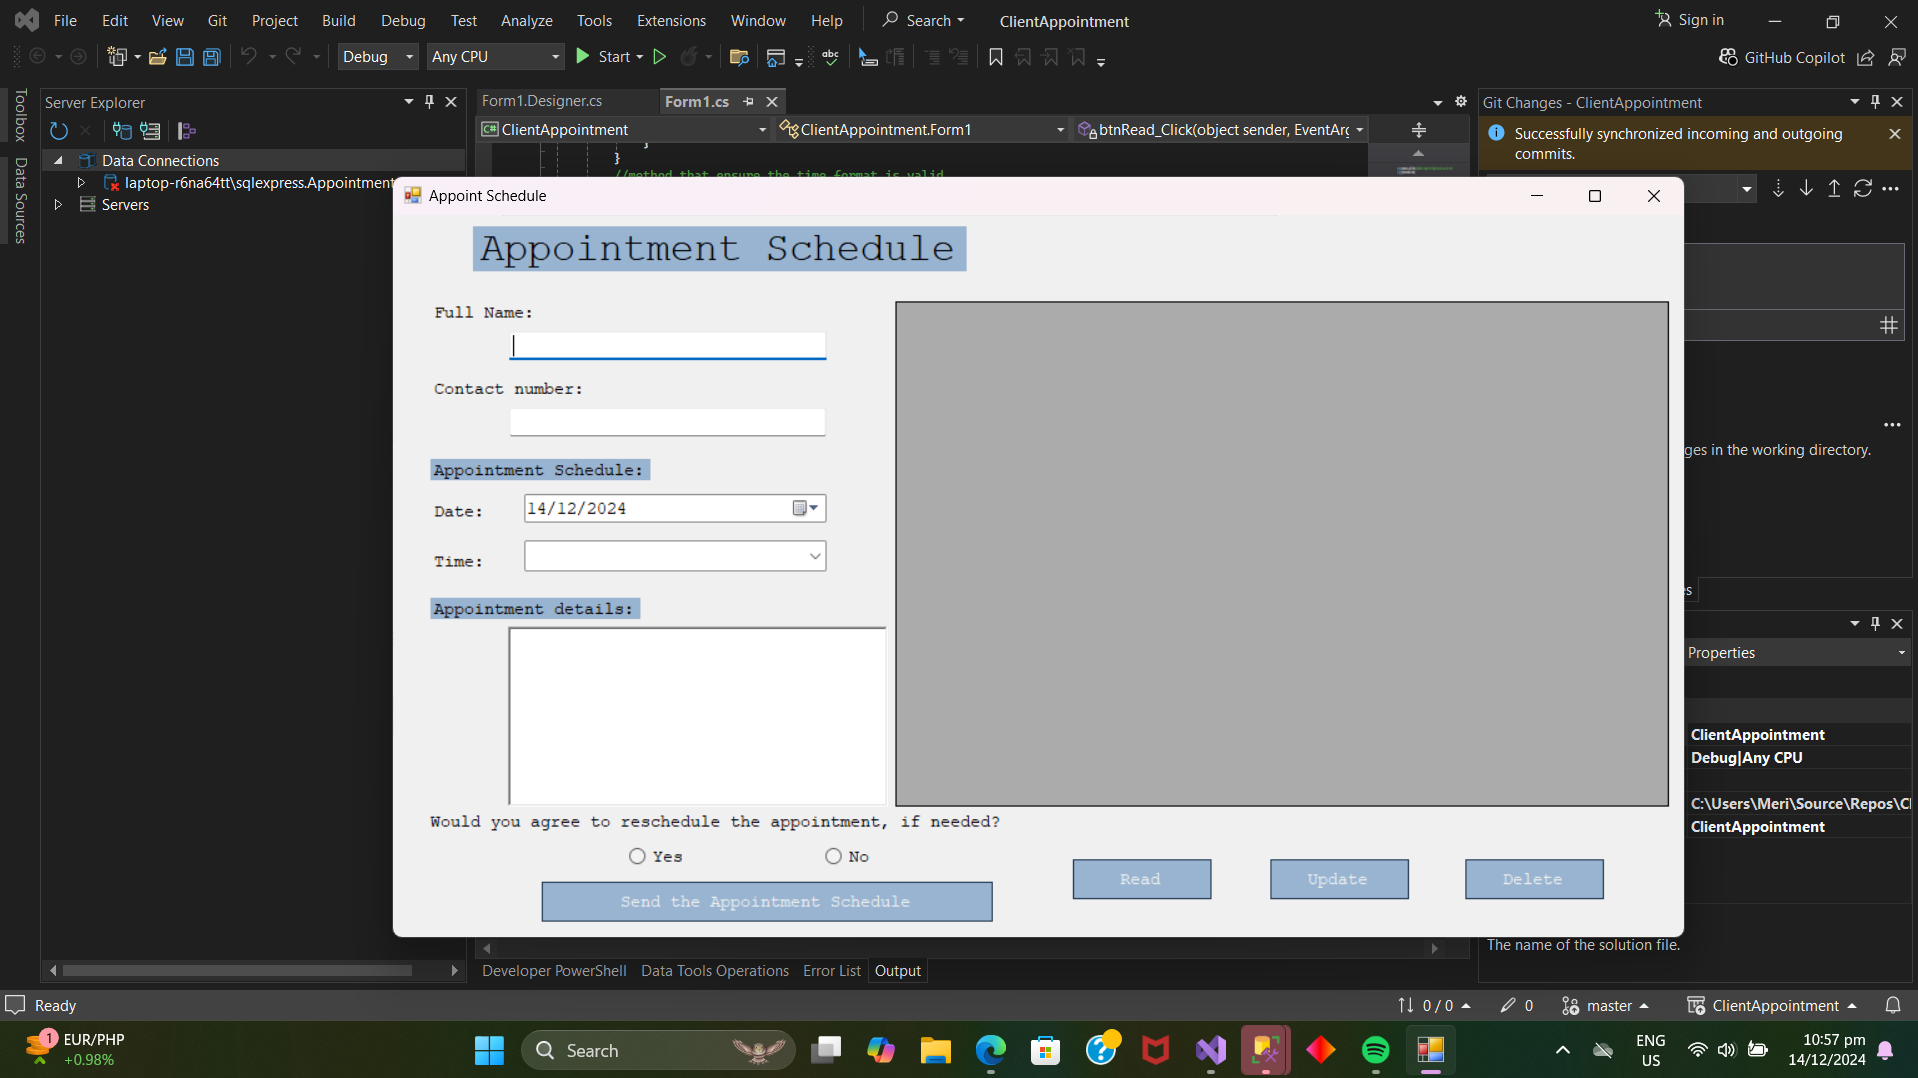 File Edit View Git Project Build Debug Test Analyze Tools Extensions Window Help Search ClientAppointment Sign in
Debug Any CPU Start abc GitHub Copilot
Toolbox
Data Sources
Server Explorer
Data Connections
laptop-r6na64tt\sqlexpress.Appointment
Servers
Form1.Designer.cs Form1.cs
C# ClientAppointment ClientAppointment.Form1 btnRead_Click(object sender, EventArg
}
}
//method that ensure the time format is valid
Git Changes - ClientAppointment
Successfully synchronized incoming and outgoing
commits.
Appoint Schedule
Appointment Schedule
Full Name:
Contact number:
Appointment Schedule:
Date: 14/12/2024
Time:
Appointment details:
Would you agree to reschedule the appointment, if needed?
Yes No
Send the Appointment Schedule
Read Update Delete
ges in the working directory.
es
Properties
ClientAppointment
Debug|Any CPU
C:\Users\Meri\Source\Repos\Cl
ClientAppointment
The name of the solution file.
Developer PowerShell Data Tools Operations Error List Output
Ready 0 / 0 0 master ClientAppointment
1 EUR/PHP
+0.98%
Search
ENG
US
10:57 pm
14/12/2024